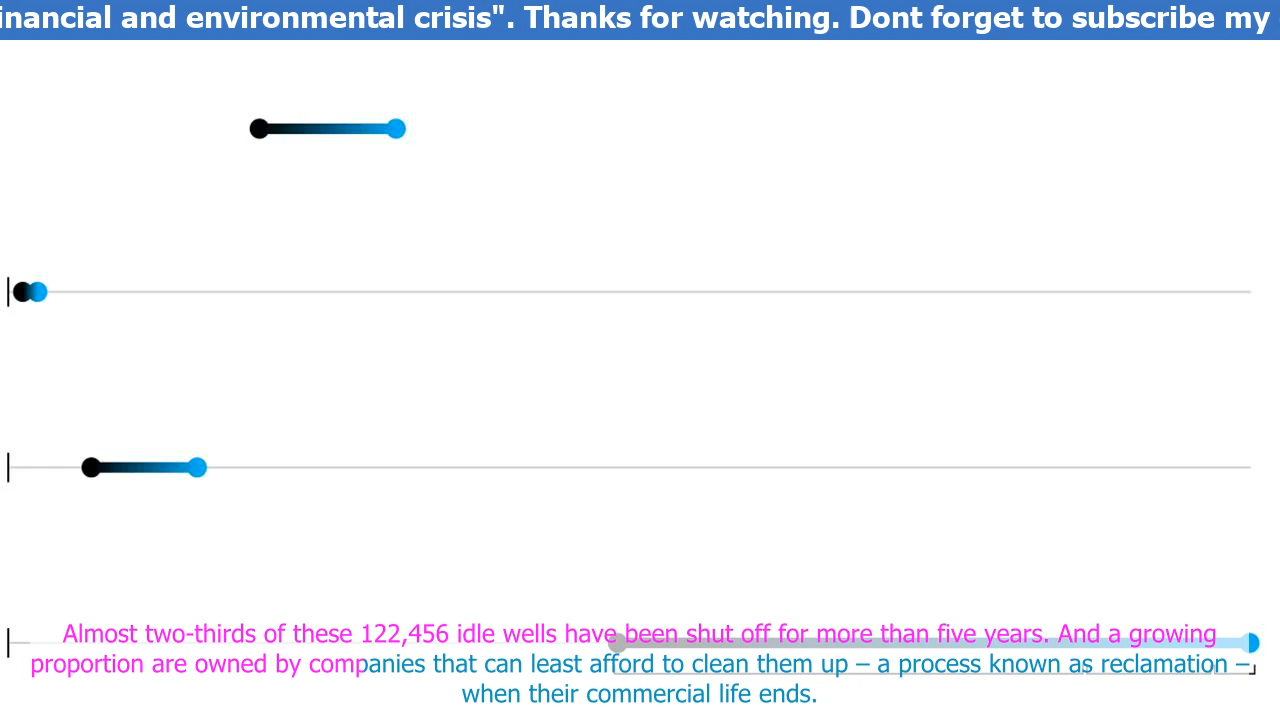 inancial and environmental crisis". Thanks for watching. Dont forget to subscribe my
Almost two-thirds of these 122,456 idle wells have been shut off for more than five years. And a growing
proportion are owned by companies that can least afford to clean them up – a process known as reclamation –
when their commercial life ends.